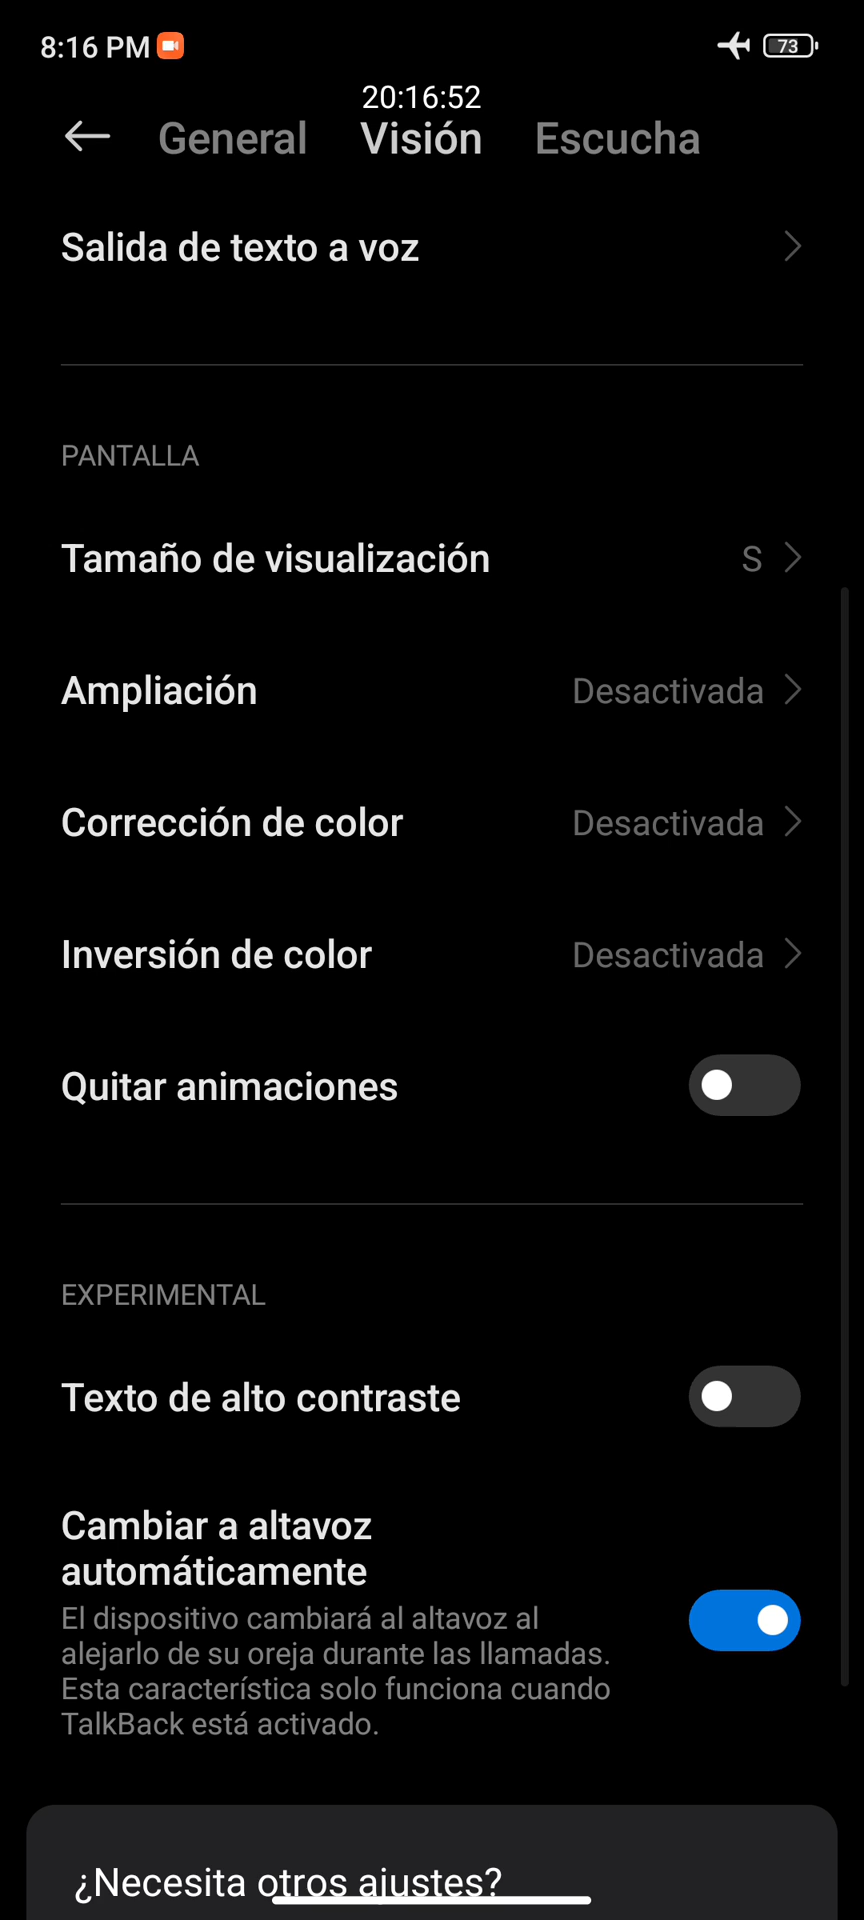 8:16 PM
73
20:16:52
General Visión Escucha
Salida de texto a voz
PANTALLA
Tamaño de visualización S
Ampliación Desactivada
Corrección de color Desactivada
Inversión de color Desactivada
Quitar animaciones
EXPERIMENTAL
Texto de alto contraste
Cambiar a altavoz
automáticamente
El dispositivo cambiará al altavoz al
alejarlo de su oreja durante las llamadas.
Esta característica solo funciona cuando
TalkBack está activado.
¿Necesita otros ajustes?